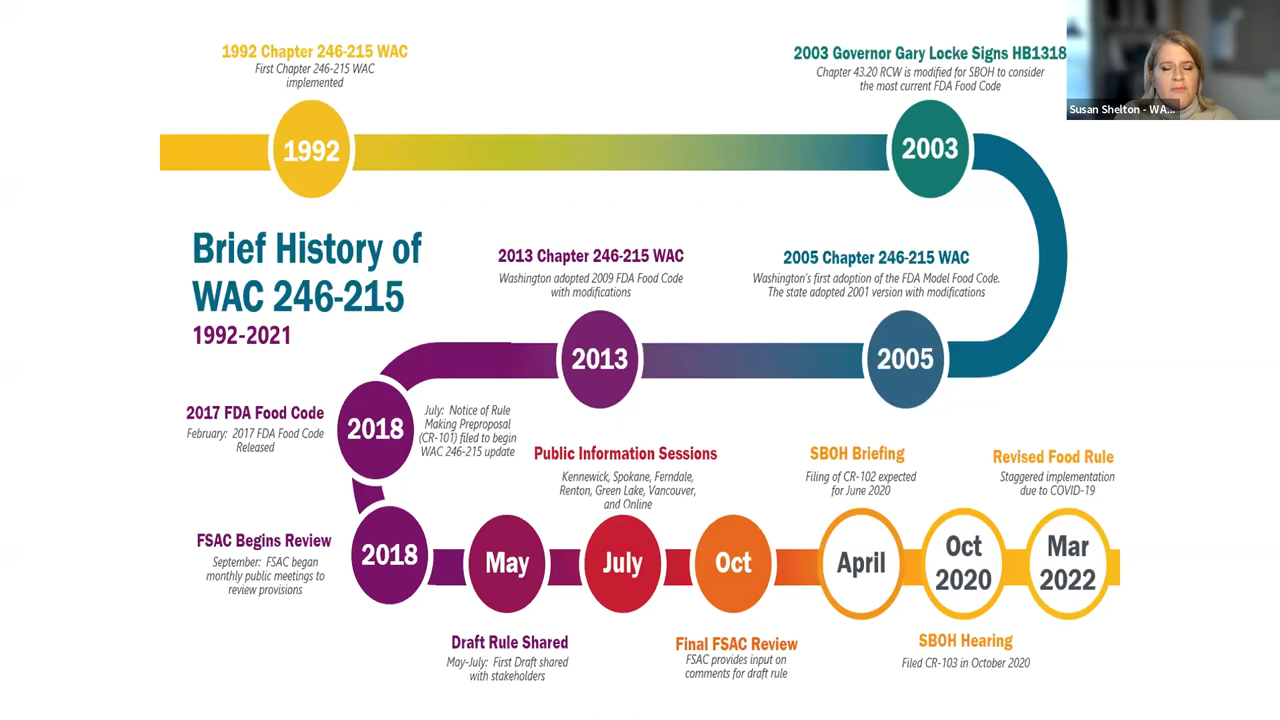 1992 Chapter 246-215 WAC
First Chapter 246-215 WAC
implemented
1992
2003 Governor Gary Locke Signs HB1318
Chapter 43.20 RCW is modified for SBOH to consider
the most current FDA Food Code
2003
Susan Shelton - WA...
Brief History of
WAC 246-215
1992-2021
2013 Chapter 246-215 WAC
Washington adopted 2009 FDA Food Code
with modifications
2013
2005 Chapter 246-215 WAC
Washington's first adoption of the FDA Model Food Code.
The state adopted 2001 version with modifications
2005
2017 FDA Food Code
February: 2017 FDA Food Code
Released
2018
July: Notice of Rule
Making Preproposal
(CR-101) filed to begin
WAC 246-215 update
FSAC Begins Review
September: FSAC began
monthly public meetings to
review provisions
2018
May
Draft Rule Shared
May-July: First Draft shared
with stakeholders
Public Information Sessions
Kennewick, Spokane, Ferndale,
Renton, Green Lake, Vancouver,
and Online
July
Oct
Final FSAC Review
FSAC provides input on
comments for draft rule
SBOH Briefing
Filing of CR-102 expected
for June 2020
April
Oct
2020
SBOH Hearing
Filed CR-103 in October 2020
Revised Food Rule
Staggered implementation
due to COVID-19
Mar
2022